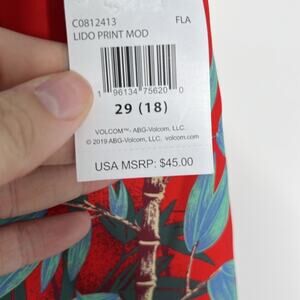 C0812413 FLA
LIDO PRINT MOD
1 96134 75620 0
29 (18)
VOLCOM™- ABG-Volcom, LLC.
© 2019 ABG-Volcom, LLC. volcom.com
USA MSRP: $45.00